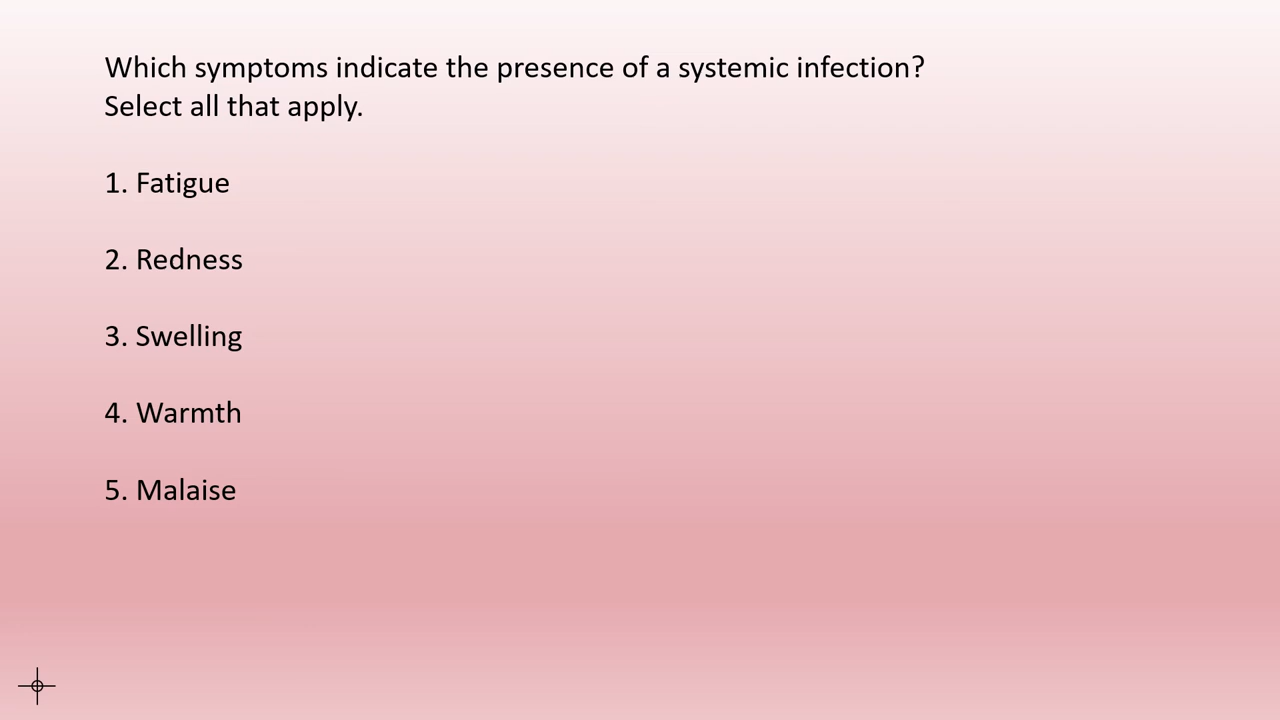 Which symptoms indicate the presence of a systemic infection?
Select all that apply.
1. Fatigue
2. Redness
3. Swelling
4. Warmth
5. Malaise